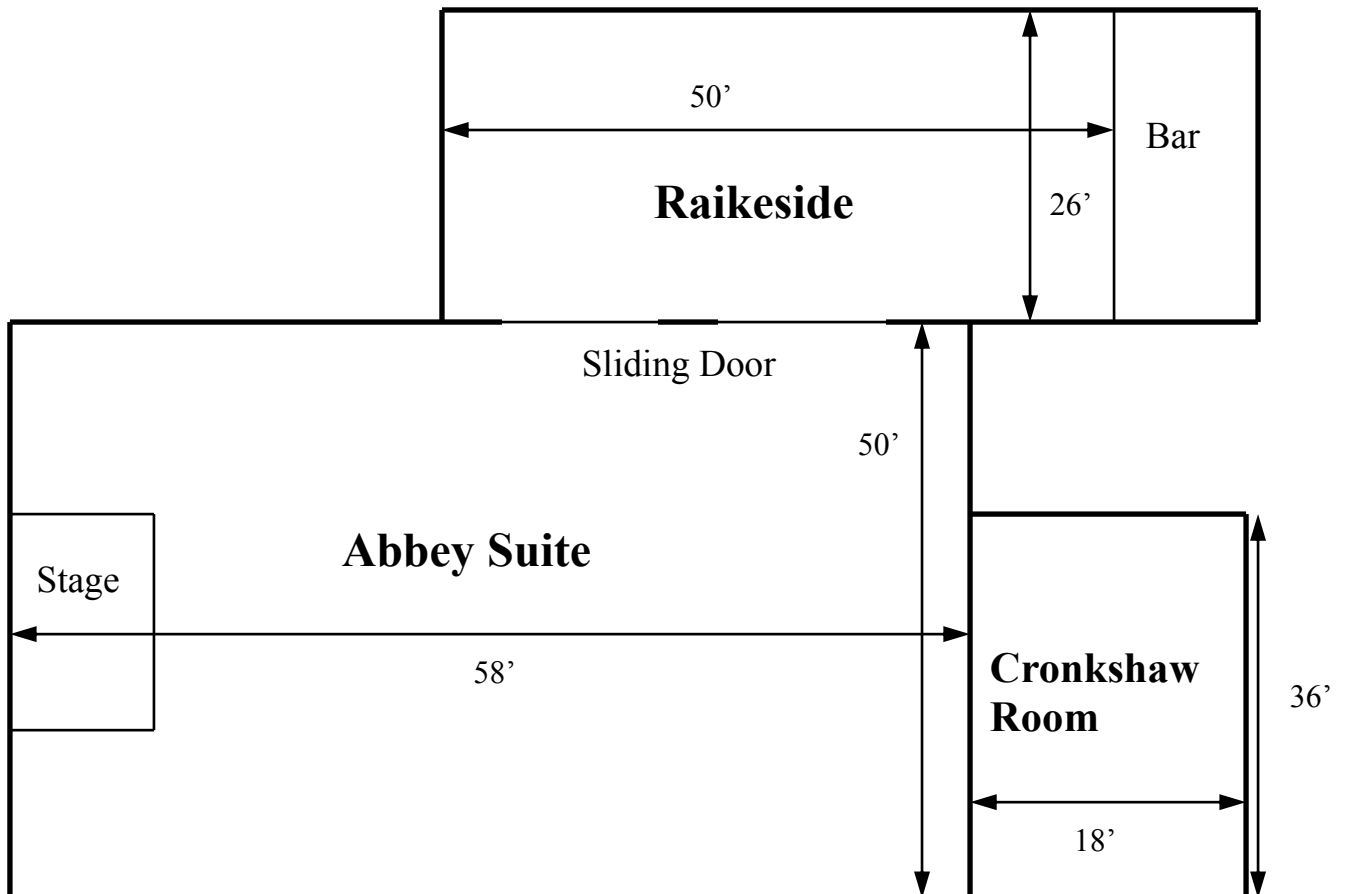 50’
Bar
Raikeside
26’
Sliding Door
50’
Abbey Suite
Stage
58’
Cronkshaw
Room
36’
18’